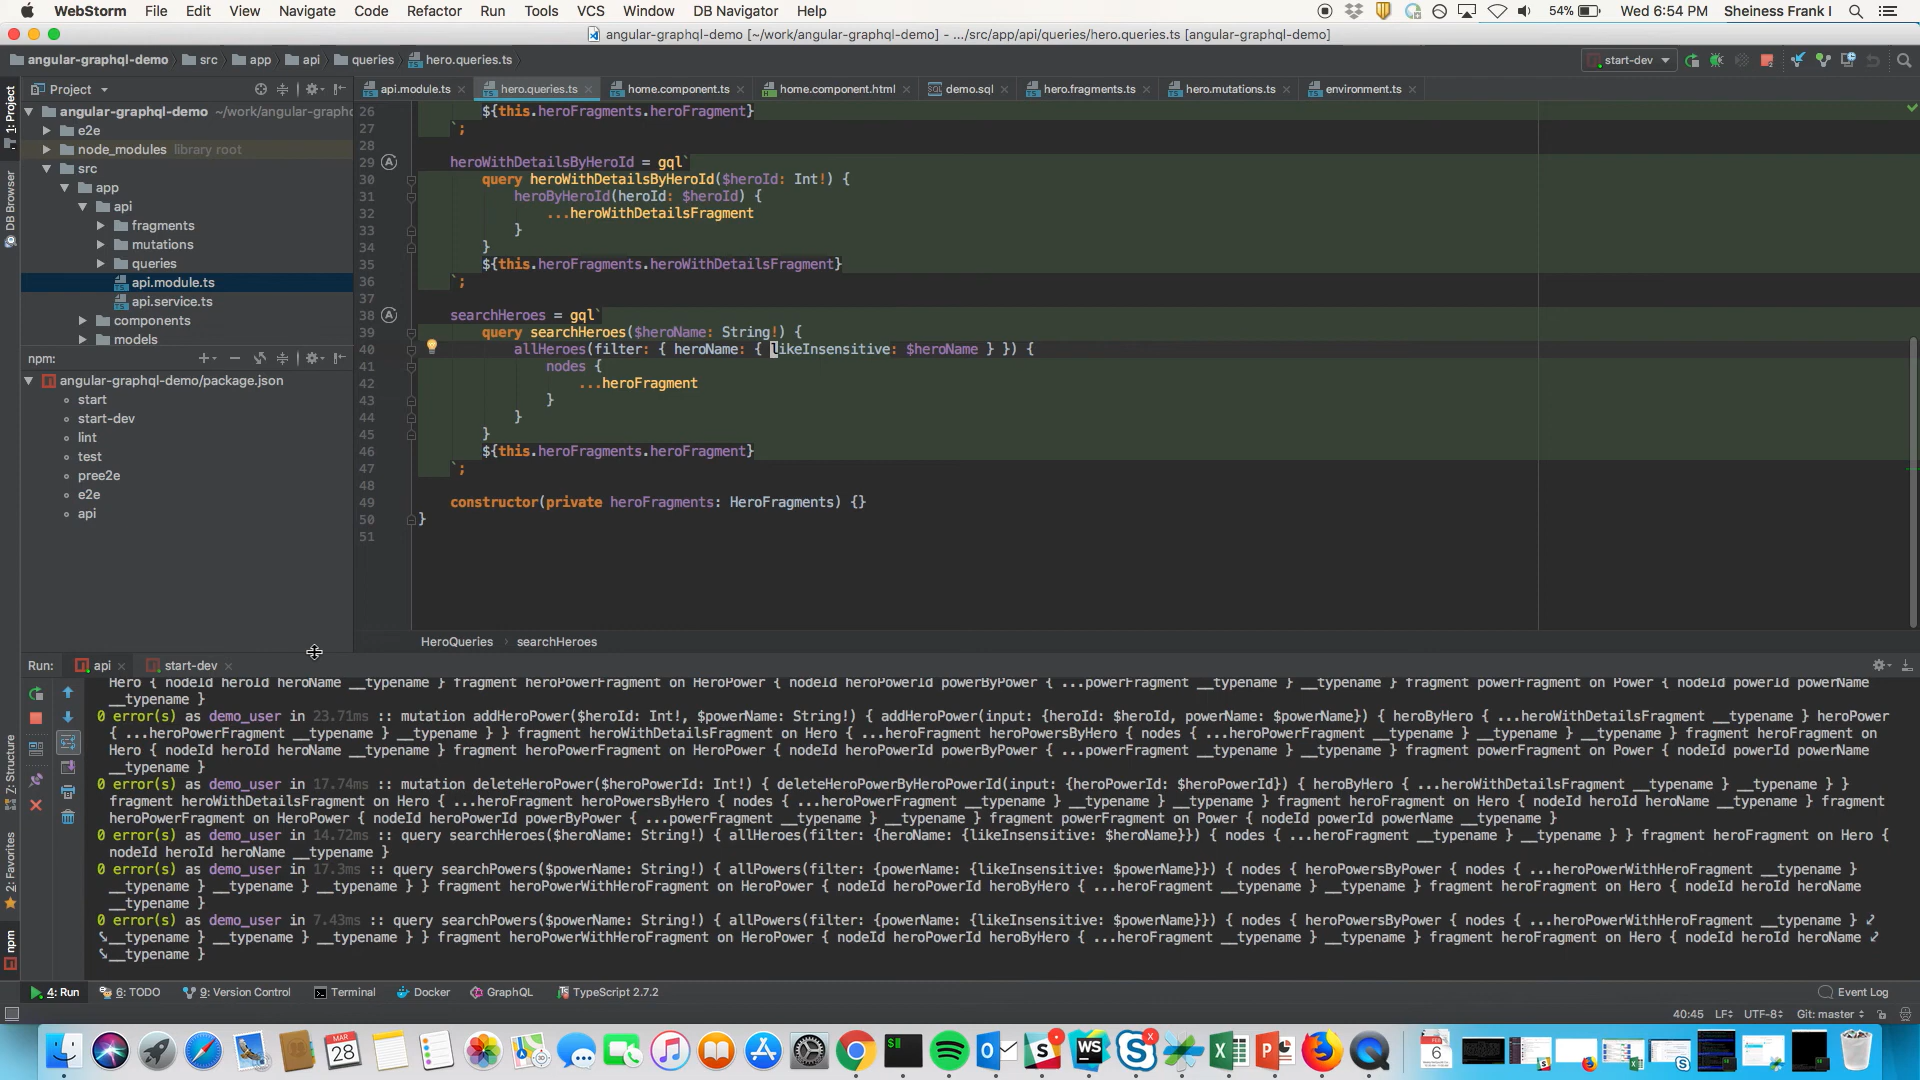 WebStorm File Edit View Navigate Code Refactor Run Tools VCS Window DB Navigator Help 54% Wed 6:54 PM Sheiness Frank I
angular-graphql-demo [~/work/angular-graphql-demo] - .../src/app/api/queries/hero.queries.ts [angular-graphql-demo]
angular-graphql-demo src app api queries hero.queries.ts start-dev
Project api.module.ts hero.queries.ts home.component.ts home.component.html demo.sql hero.fragments.ts hero.mutations.ts environment.ts
1: Project
DB Browser
Z: Structure
2: Favorites
npm
angular-graphql-demo ~/work/angular-graphq
e2e
node_modules library root
src
app
api
fragments
mutations
queries
api.module.ts
api.service.ts
components
models
npm:
angular-graphql-demo/package.json
start
start-dev
lint
test
pree2e
e2e
api
26 ${this.heroFragments.heroFragment}
27 `;
28
29 heroWithDetailsByHeroId = gql`
30 query heroWithDetailsByHeroId($heroId: Int!) {
31 heroByHeroId(heroId: $heroId) {
32 ...heroWithDetailsFragment
33 }
34 }
35 ${this.heroFragments.heroWithDetailsFragment}
36 `;
37
38 searchHeroes = gql`
39 query searchHeroes($heroName: String!) {
40 allHeroes(filter: { heroName: { likeInsensitive: $heroName } }) {
41 nodes {
42 ...heroFragment
43 }
44 }
45 }
46 ${this.heroFragments.heroFragment}
47 `;
48
49 constructor(private heroFragments: HeroFragments) {}
50 }
51
HeroQueries › searchHeroes
Run: api start-dev
Hero { nodeId heroId heroName __typename } fragment heroPowerFragment on HeroPower { nodeId heroPowerId powerByPower { ...powerFragment __typename } __typename } fragment powerFragment on Power { nodeId powerId powerName
__typename }
0 error(s) as demo_user in 23.71ms :: mutation addHeroPower($heroId: Int!, $powerName: String!) { addHeroPower(input: {heroId: $heroId, powerName: $powerName}) { heroByHero { ...heroWithDetailsFragment __typename } heroPower
{ ...heroPowerFragment __typename } __typename } } fragment heroWithDetailsFragment on Hero { ...heroFragment heroPowersByHero { nodes { ...heroPowerFragment __typename } __typename } __typename } fragment heroFragment on
Hero { nodeId heroId heroName __typename } fragment heroPowerFragment on HeroPower { nodeId heroPowerId powerByPower { ...powerFragment __typename } __typename } fragment powerFragment on Power { nodeId powerId powerName
__typename }
0 error(s) as demo_user in 17.74ms :: mutation deleteHeroPower($heroPowerId: Int!) { deleteHeroPowerByHeroPowerId(input: {heroPowerId: $heroPowerId}) { heroByHero { ...heroWithDetailsFragment __typename } __typename } }
fragment heroWithDetailsFragment on Hero { ...heroFragment heroPowersByHero { nodes { ...heroPowerFragment __typename } __typename } __typename } fragment heroFragment on Hero { nodeId heroId heroName __typename } fragment
heroPowerFragment on HeroPower { nodeId heroPowerId powerByPower { ...powerFragment __typename } __typename } fragment powerFragment on Power { nodeId powerId powerName __typename }
0 error(s) as demo_user in 14.72ms :: query searchHeroes($heroName: String!) { allHeroes(filter: {heroName: {likeInsensitive: $heroName}}) { nodes { ...heroFragment __typename } __typename } } fragment heroFragment on Hero {
nodeId heroId heroName __typename }
0 error(s) as demo_user in 17.3ms :: query searchPowers($powerName: String!) { allPowers(filter: {powerName: {likeInsensitive: $powerName}}) { nodes { heroPowersByPower { nodes { ...heroPowerWithHeroFragment __typename }
__typename } __typename } __typename } } fragment heroPowerWithHeroFragment on HeroPower { nodeId heroPowerId heroByHero { ...heroFragment __typename } __typename } fragment heroFragment on Hero { nodeId heroId heroName
__typename }
0 error(s) as demo_user in 7.43ms :: query searchPowers($powerName: String!) { allPowers(filter: {powerName: {likeInsensitive: $powerName}}) { nodes { heroPowersByPower { nodes { ...heroPowerWithHeroFragment __typename }
__typename } __typename } __typename } } fragment heroPowerWithHeroFragment on HeroPower { nodeId heroPowerId heroByHero { ...heroFragment __typename } __typename } fragment heroFragment on Hero { nodeId heroId heroName
__typename }
4: Run 6: TODO 9: Version Control Terminal Docker GraphQL TypeScript 2.7.2 Event Log
40:45 LF UTF-8 Git: master
MAR
28
FEB
6